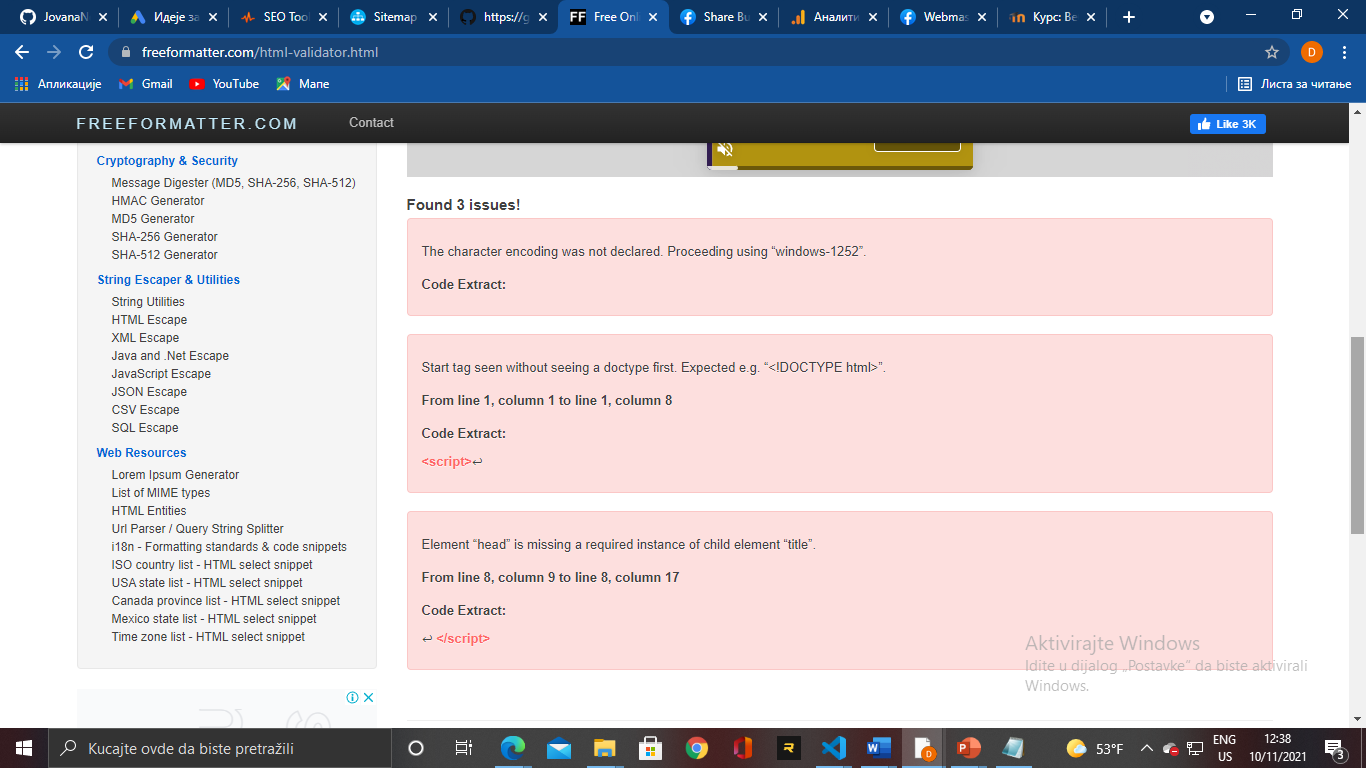 JovanaN
Идеје за
SEO Tool
Sitemap
https://g
Free Onl
Share Bu
Аналити
Webmas
Курс: Ве
freeformatter.com/html-validator.html
D
Апликације
Gmail
YouTube
Мапе
Листа за читање
FREEFORMATTER.COM
Contact
Like 3K
Cryptography & Security
Message Digester (MD5, SHA-256, SHA-512)
HMAC Generator
MD5 Generator
SHA-256 Generator
SHA-512 Generator
String Escaper & Utilities
String Utilities
HTML Escape
XML Escape
Java and .Net Escape
JavaScript Escape
JSON Escape
CSV Escape
SQL Escape
Web Resources
Lorem Ipsum Generator
List of MIME types
HTML Entities
Url Parser / Query String Splitter
i18n - Formatting standards & code snippets
ISO country list - HTML select snippet
USA state list - HTML select snippet
Canada province list - HTML select snippet
Mexico state list - HTML select snippet
Time zone list - HTML select snippet
Found 3 issues!
The character encoding was not declared. Proceeding using “windows-1252”.
Code Extract:
Start tag seen without seeing a doctype first. Expected e.g. “<!DOCTYPE html>”.
From line 1, column 1 to line 1, column 8
Code Extract:
<script>↩
Element “head” is missing a required instance of child element “title”.
From line 8, column 9 to line 8, column 17
Code Extract:
↩ </script>
Aktivirajte Windows
Idite u dijalog „Postavke“ da biste aktivirali
Windows.
Kucajte ovde da biste pretražili
53°F
ENG
US
12:38
10/11/2021
3